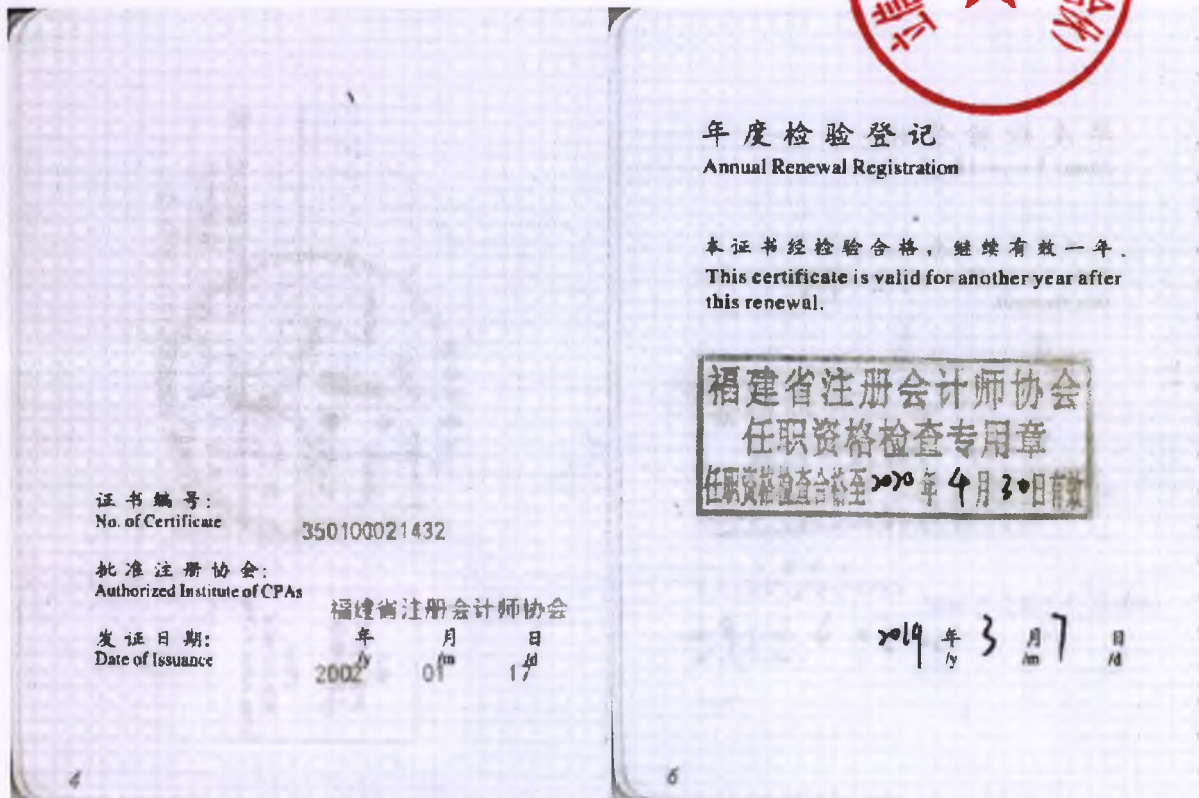 证书编号:
No. of Certificate
350100021432
批准注册协会:
Authorized Institute of CPAs
福建省注册会计师协会
发证日期:
Date of Issuance
年 月 日
/y /m /d
2002 01 17
4
年度检验登记
Annual Renewal Registration
本证书经检验合格，继续有效一年.
This certificate is valid for another year after
this renewal.
福建省注册会计师协会
任职资格检查专用章
任职资格检查合格至2020年4月30日有效
2019年3月7日
/y /m /d
6